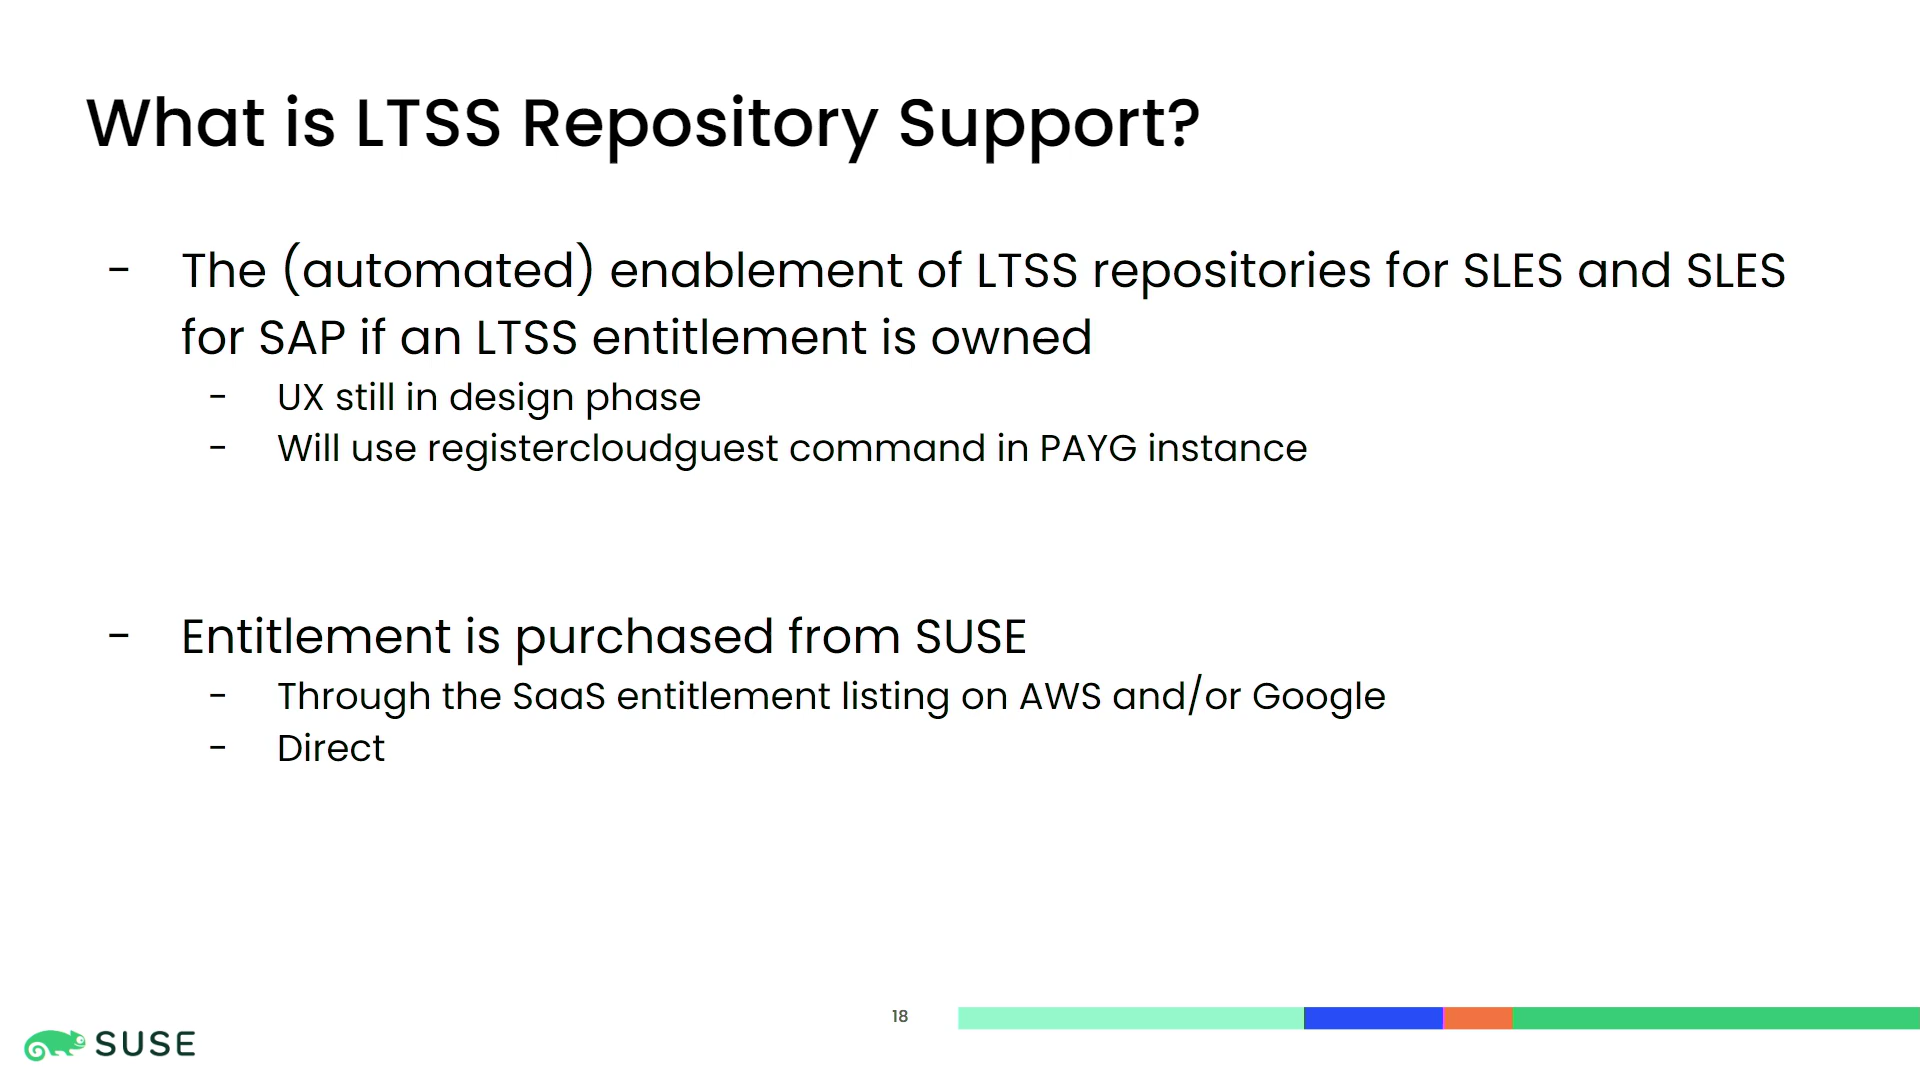 What is LTSS Repository Support?
- The (automated) enablement of LTSS repositories for SLES and SLES
for SAP if an LTSS entitlement is owned
- UX still in design phase
- Will use registercloudguest command in PAYG instance
- Entitlement is purchased from SUSE
- Through the SaaS entitlement listing on AWS and/or Google
- Direct
18
SUSE